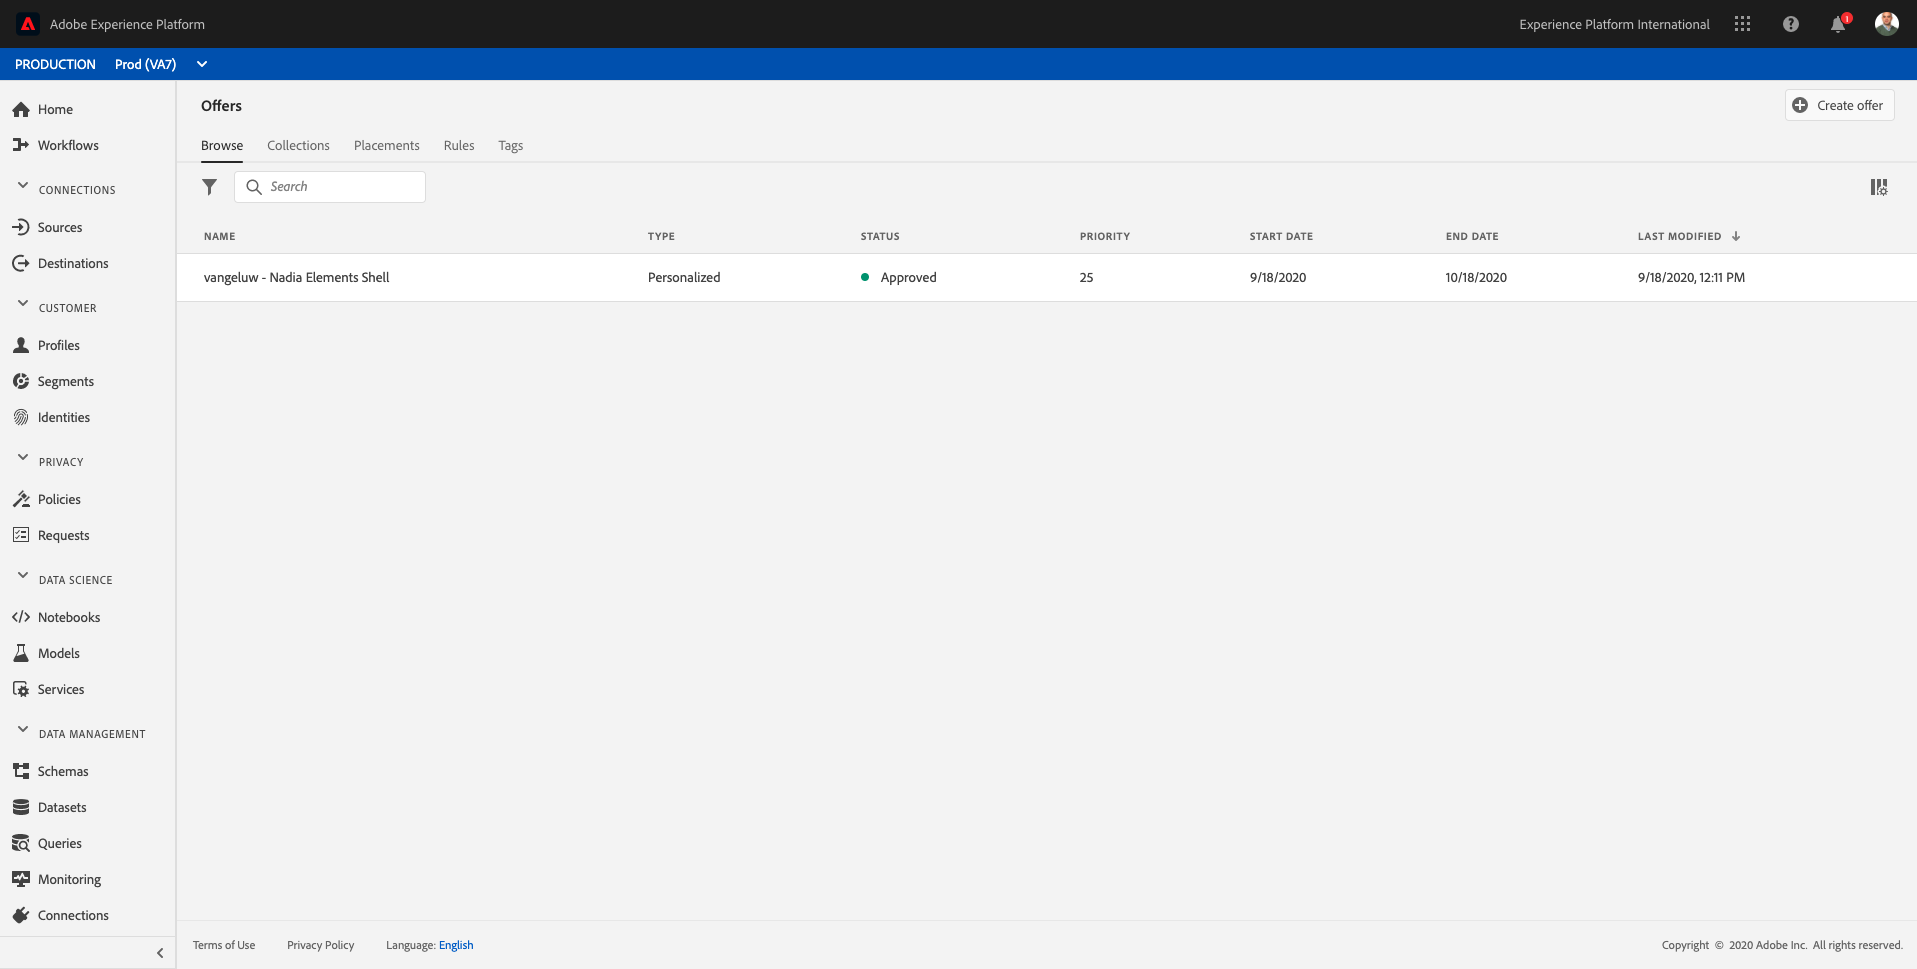 Adobe Experience Platform
Experience Platform International
1
PRODUCTION Prod (VA7)
Home
Workflows
CONNECTIONS
Sources
Destinations
CUSTOMER
Profiles
Segments
Identities
PRIVACY
Policies
Requests
DATA SCIENCE
Notebooks
Models
Services
DATA MANAGEMENT
Schemas
Datasets
Queries
Monitoring
Connections
Offers
Create offer
Browse Collections Placements Rules Tags
Search
NAME TYPE STATUS PRIORITY START DATE END DATE LAST MODIFIED
vangeluw - Nadia Elements Shell Personalized Approved 25 9/18/2020 10/18/2020 9/18/2020, 12:11 PM
Terms of Use Privacy Policy Language: English
Copyright © 2020 Adobe Inc. All rights reserved.